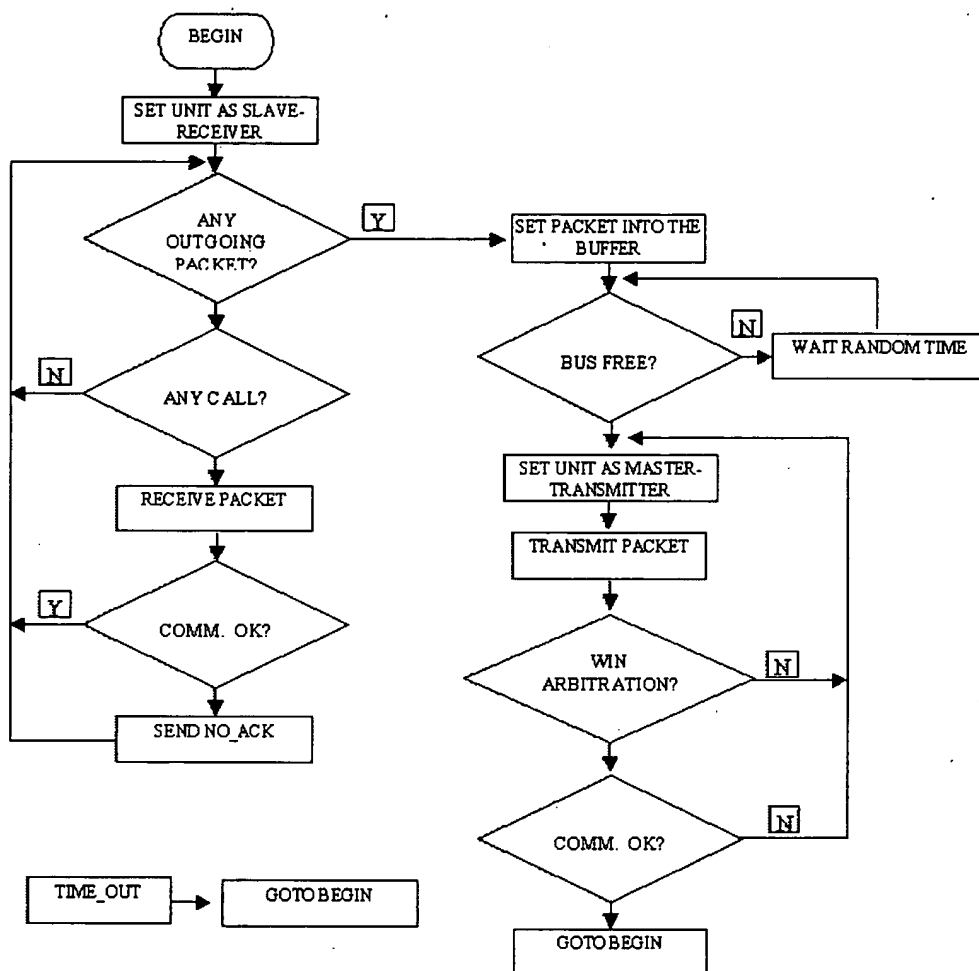 BEGIN
SET UNIT AS SLAVE-
RECEIVER
ANY
OUTGOING
PACKET?
Y
SET PACKET INTO THE
BUFFER
BUS FREE?
N
WAIT RANDOM TIME
N
ANY CALL?
SET UNIT AS MASTER-
TRANSMITTER
RECEIVE PACKET
TRANSMIT PACKET
Y
COMM. OK?
WIN
ARBITRATION?
N
SEND NO_ACK
COMM. OK?
N
TIME_OUT
GOTO BEGIN
GOTO BEGIN